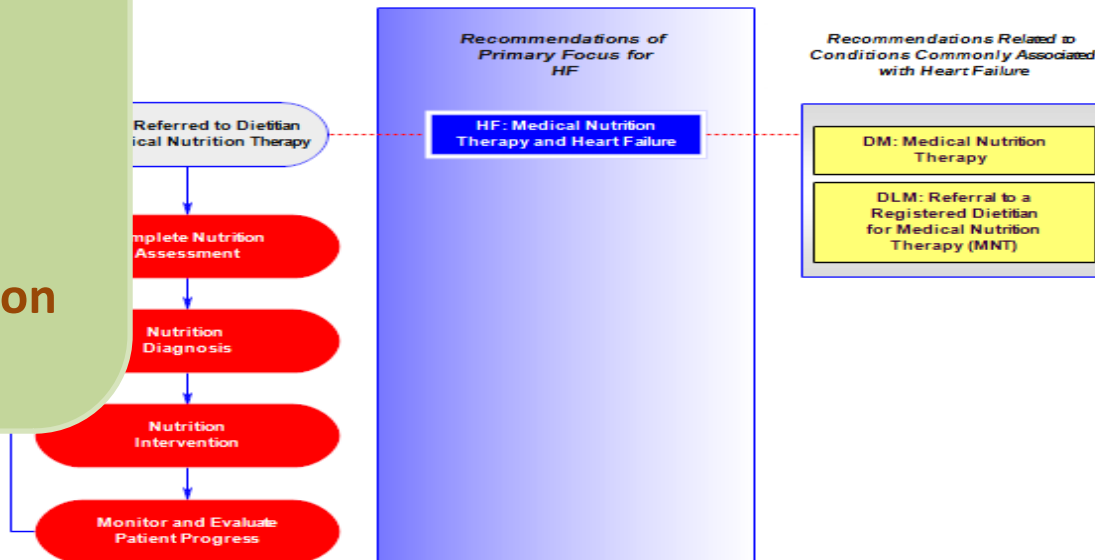 on
Referred to Dietitian
ical Nutrition Therapy
mplete Nutrition
Assessment
Nutrition
Diagnosis
Nutrition
Intervention
Monitor and Evaluate
Patient Progress
Recommendations of
Primary Focus for
HF
HF: Medical Nutrition
Therapy and Heart Failure
Recommendations Related to
Conditions Commonly Associated
with Heart Failure
DM: Medical Nutrition
Therapy
DLM: Referral to a
Registered Dietitian
for Medical Nutrition
Therapy (MNT)